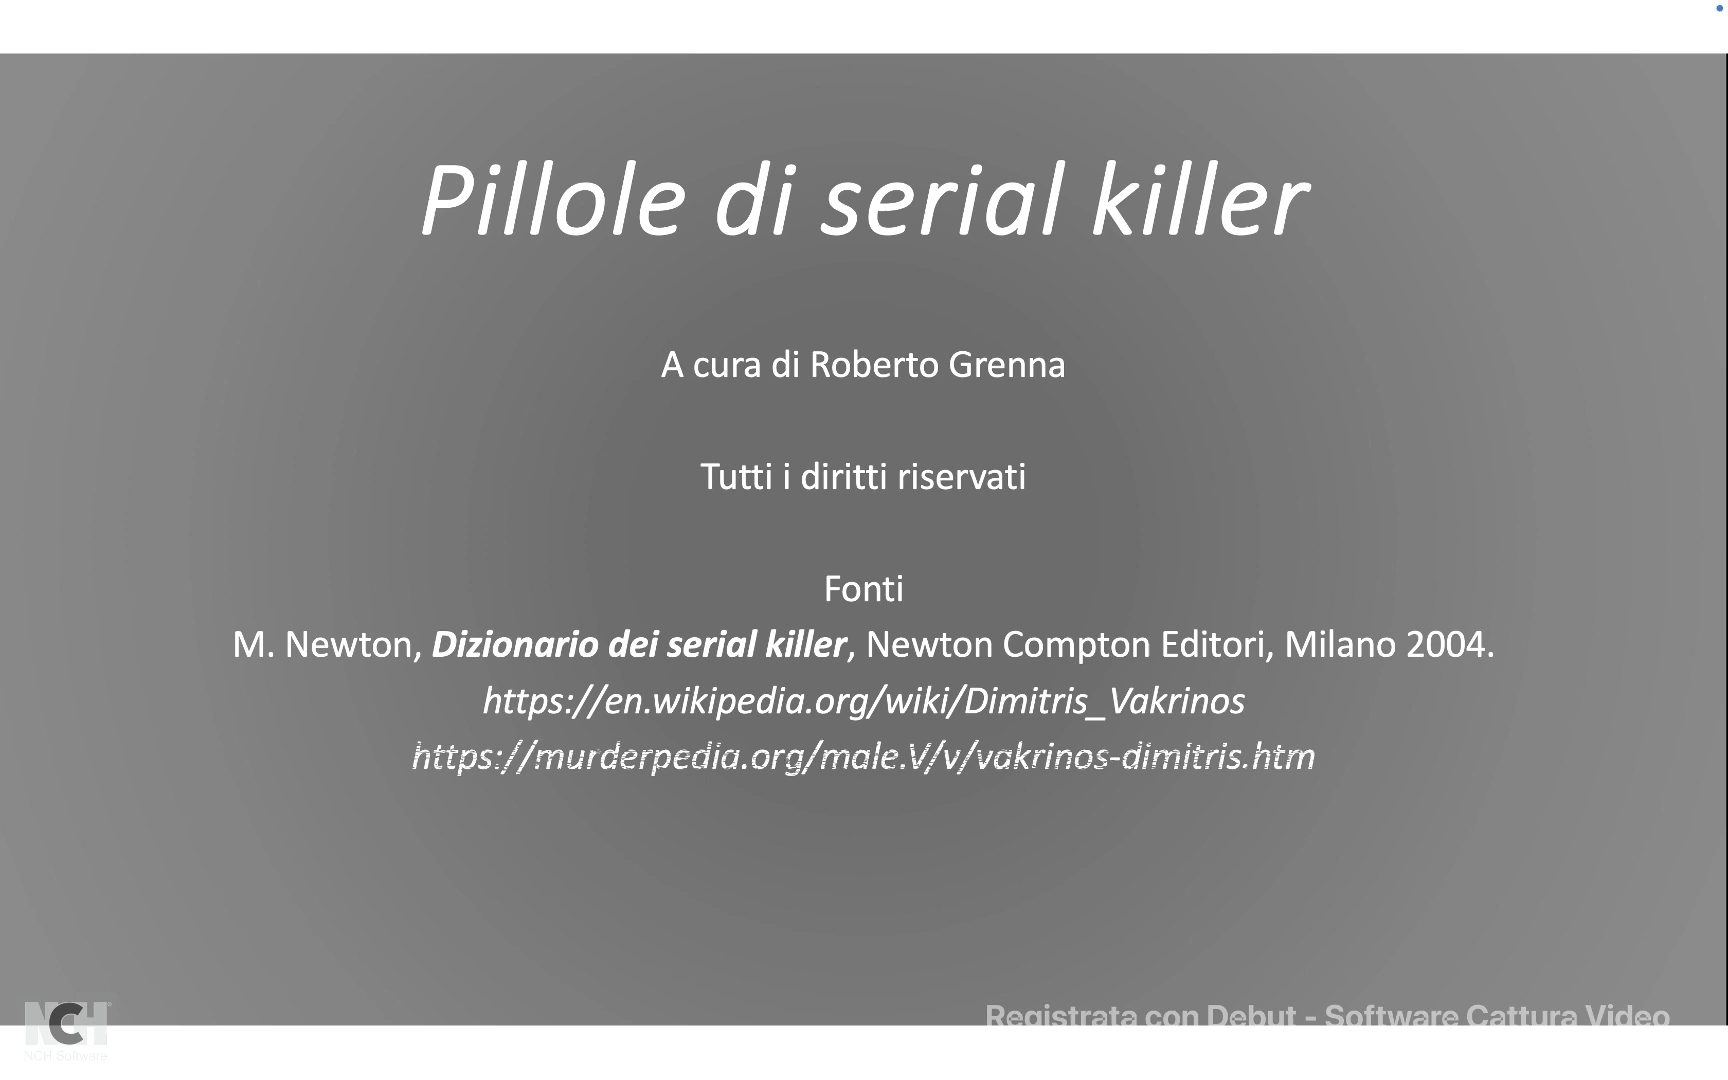 Pillole di serial killer
A cura di Roberto Grenna
Tutti i diritti riservati
Fonti
M. Newton, Dizionario dei serial killer, Newton Compton Editori, Milano 2004.
https://en.wikipedia.org/wiki/Dimitris_Vakrinos
https://murderpedia.org/male.V/v/vakrinos-dimitris.htm
Registrata con Debut - Software Cattura Video
NCH
NCH Software